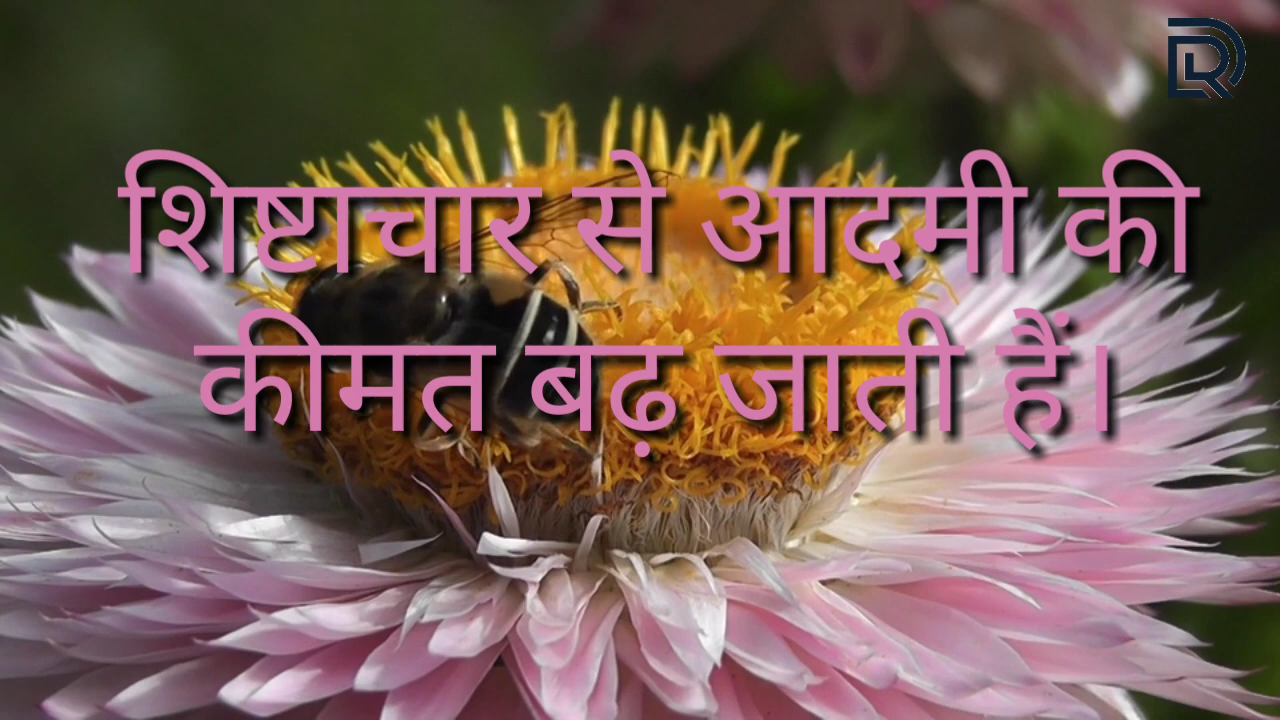 शिष्टाचार से आदमी की
कीमत बढ़ जाती हैं।